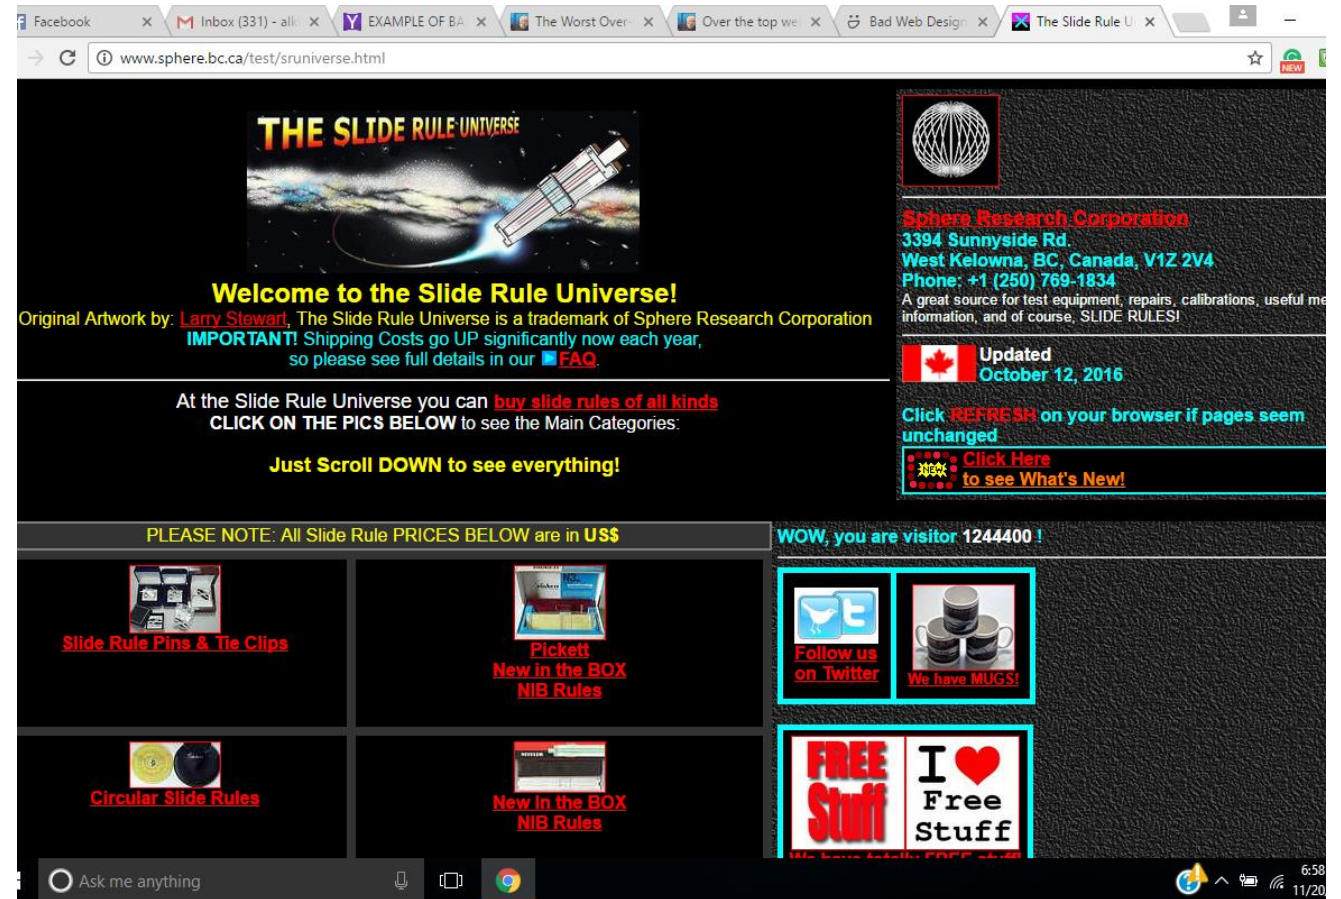 Facebook
Inbox (331) - alk
EXAMPLE OF BA
The Worst Over-
Over the top we
Bad Web Design
The Slide Rule U
www.sphere.bc.ca/test/sruniverse.html
NEW
THE SLIDE RULE UNIVERSE
Welcome to the Slide Rule Universe!
Original Artwork by: Larry Stewart, The Slide Rule Universe is a trademark of Sphere Research Corporation
IMPORTANT! Shipping Costs go UP significantly now each year,
so please see full details in our FAQ.
At the Slide Rule Universe you can buy slide rules of all kinds
CLICK ON THE PICS BELOW to see the Main Categories:
Just Scroll DOWN to see everything!
Sphere Research Corporation
3394 Sunnyside Rd.
West Kelowna, BC, Canada, V1Z 2V4
Phone: +1 (250) 769-1834
A great source for test equipment, repairs, calibrations, useful me
information, and of course, SLIDE RULES!
Updated
October 12, 2016
Click REFRESH on your browser if pages seem
unchanged
NEW
Click Here
to see What's New!
PLEASE NOTE: All Slide Rule PRICES BELOW are in US$
Slide Rule Pins & Tie Clips
Pickett
New in the BOX
NIB Rules
Circular Slide Rules
New In the BOX
NIB Rules
WOW, you are visitor 1244400 !
Follow us
on Twitter
We have MUGS!
FREE
Stuff
I
Free
Stuff
We have totally FREE stuff!
Ask me anything
6:58
11/20